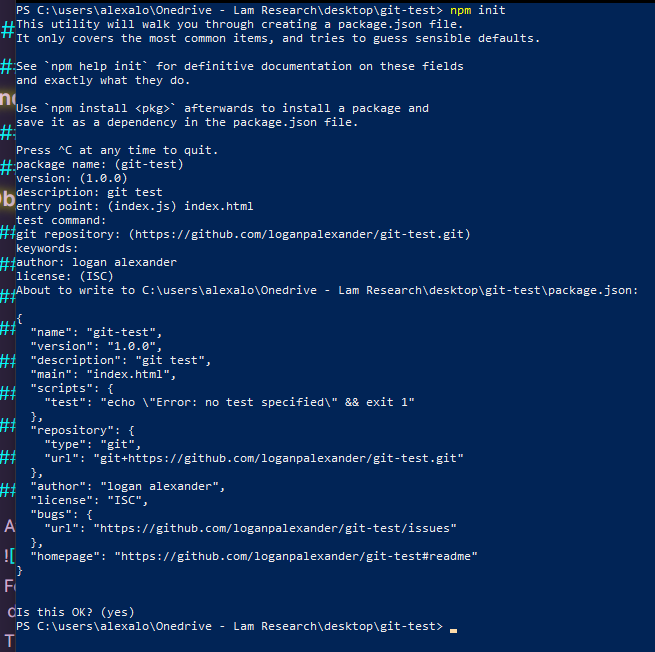 PS C:\users\alexalo\Onedrive - Lam Research\desktop\git-test> npm init
This utility will walk you through creating a package.json file.
It only covers the most common items, and tries to guess sensible defaults.

See `npm help init` for definitive documentation on these fields
and exactly what they do.

Use `npm install <pkg>` afterwards to install a package and
save it as a dependency in the package.json file.

Press ^C at any time to quit.
package name: (git-test)
version: (1.0.0)
description: git test
entry point: (index.js) index.html
test command:
git repository: (https://github.com/loganpalexander/git-test.git)
keywords:
author: logan alexander
license: (ISC)
About to write to C:\users\alexalo\Onedrive - Lam Research\desktop\git-test\package.json:

{
  "name": "git-test",
  "version": "1.0.0",
  "description": "git test",
  "main": "index.html",
  "scripts": {
    "test": "echo \"Error: no test specified\" && exit 1"
  },
  "repository": {
    "type": "git",
    "url": "git+https://github.com/loganpalexander/git-test.git"
  },
  "author": "logan alexander",
  "license": "ISC",
  "bugs": {
    "url": "https://github.com/loganpalexander/git-test/issues"
  },
  "homepage": "https://github.com/loganpalexander/git-test#readme"
}

Is this OK? (yes)
PS C:\users\alexalo\Onedrive - Lam Research\desktop\git-test>